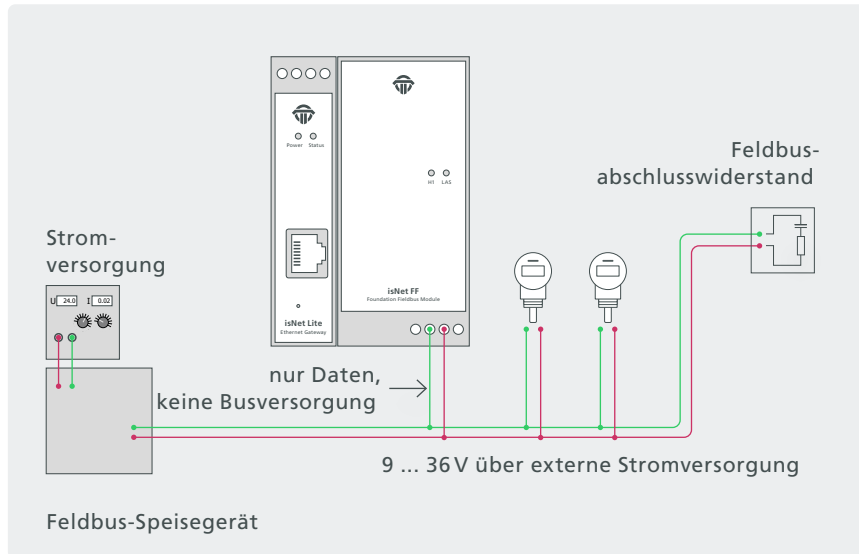 Power Status
H1 LAS
Feldbus-
abschlusswiderstand
Strom-
versorgung
U 24.0 I 0.02
isNet FF
Foundation Fieldbus Module
isNet Lite
Ethernet Gateway
nur Daten,
keine Busversorgung
9 ... 36 V über externe Stromversorgung
Feldbus-Speisegerät